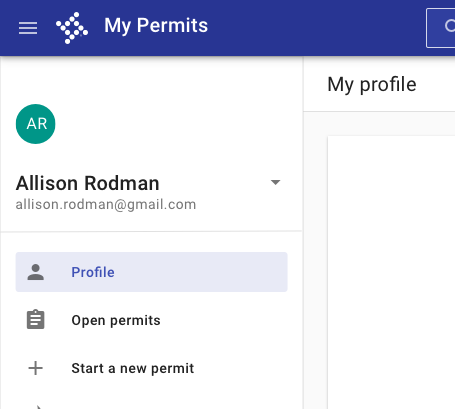 My Permits
My profile
AR
Allison Rodman
allison.rodman@gmail.com
Profile
Open permits
Start a new permit